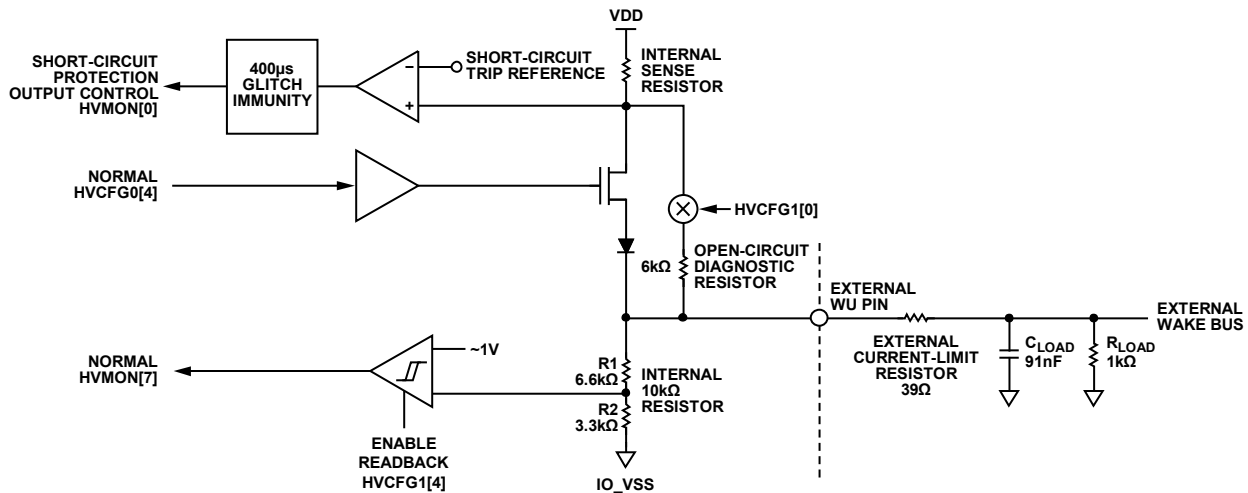 VDD
SHORT-CIRCUIT
PROTECTION
OUTPUT CONTROL
HVMON[0]
400µs
GLITCH
IMMUNITY
–
+
SHORT-CIRCUIT
TRIP REFERENCE
INTERNAL
SENSE
RESISTOR
NORMAL
HVCFG0[4]
HVCFG1[0]
6kΩ
OPEN-CIRCUIT
DIAGNOSTIC
RESISTOR
EXTERNAL
WU PIN
EXTERNAL
WAKE BUS
EXTERNAL
CURRENT-LIMIT
RESISTOR
39Ω
CLOAD
91nF
RLOAD
1kΩ
NORMAL
HVMON[7]
~1V
R1
6.6kΩ
R2
3.3kΩ
INTERNAL
10kΩ
RESISTOR
ENABLE
READBACK
HVCFG1[4]
IO_VSS